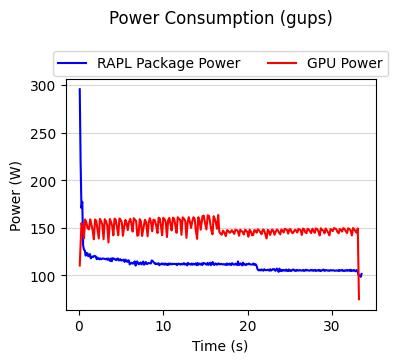 Power Consumption (gups)
RAPL Package Power
GPU Power
Power (W)
300
250
200
150
100
0
10
20
30
Time (s)